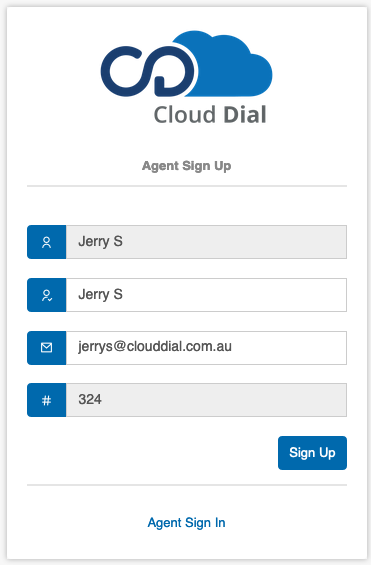 Cloud Dial
Agent Sign Up
Jerry S
Jerry S
jerrys@clouddial.com.au
# 324
Sign Up
Agent Sign In